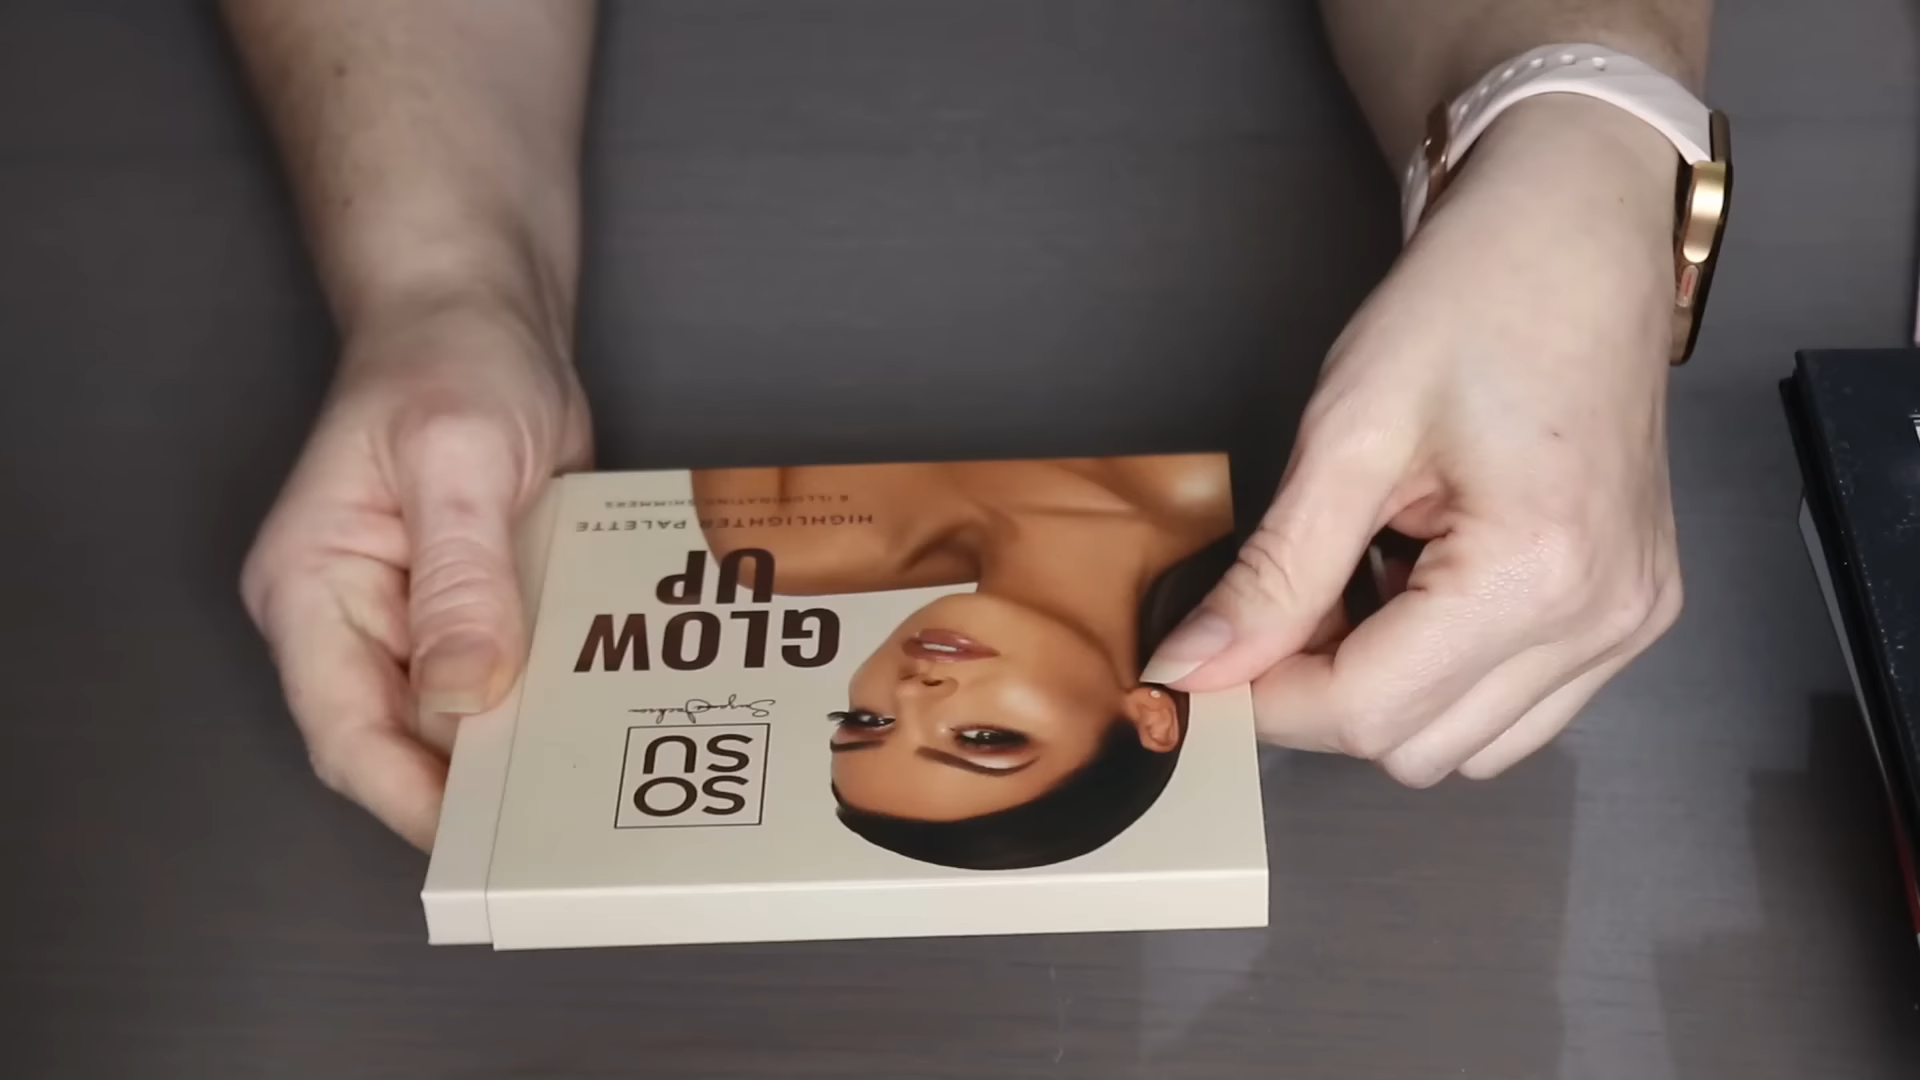 SO
SU
GLOW
UP
HIGHLIGHTER PALETTE
6 ILLUMINATING SHIMMERS